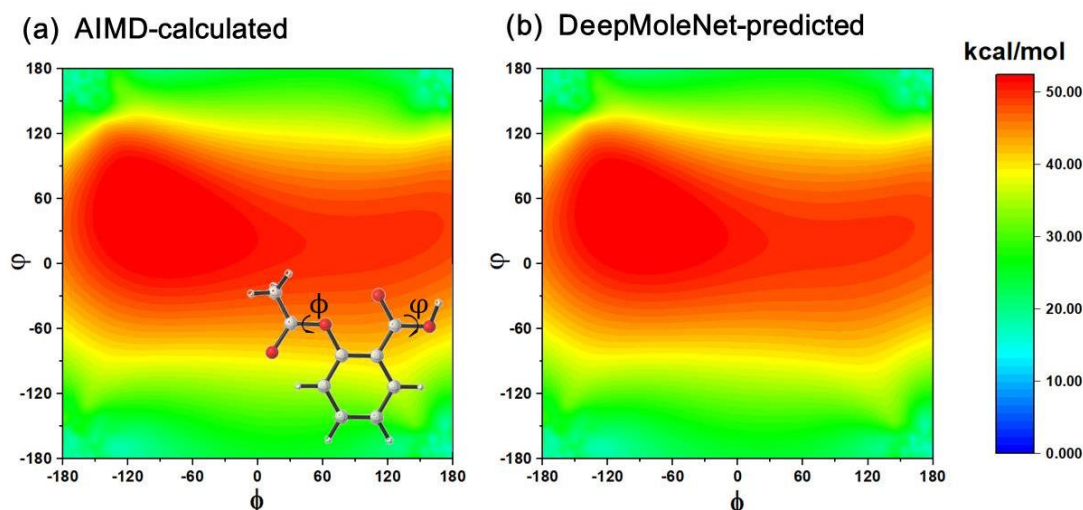 (a) AIMD-calculated
(b) DeepMoleNet-predicted
kcal/mol
180
120
60
0
-60
-120
-180
φ
-180 -120 -60 0 60 120 180
ϕ
ϕ
φ
180
120
60
0
-60
-120
-180
φ
-180 -120 -60 0 60 120 180
ϕ
50.00
40.00
30.00
20.00
10.00
0.000